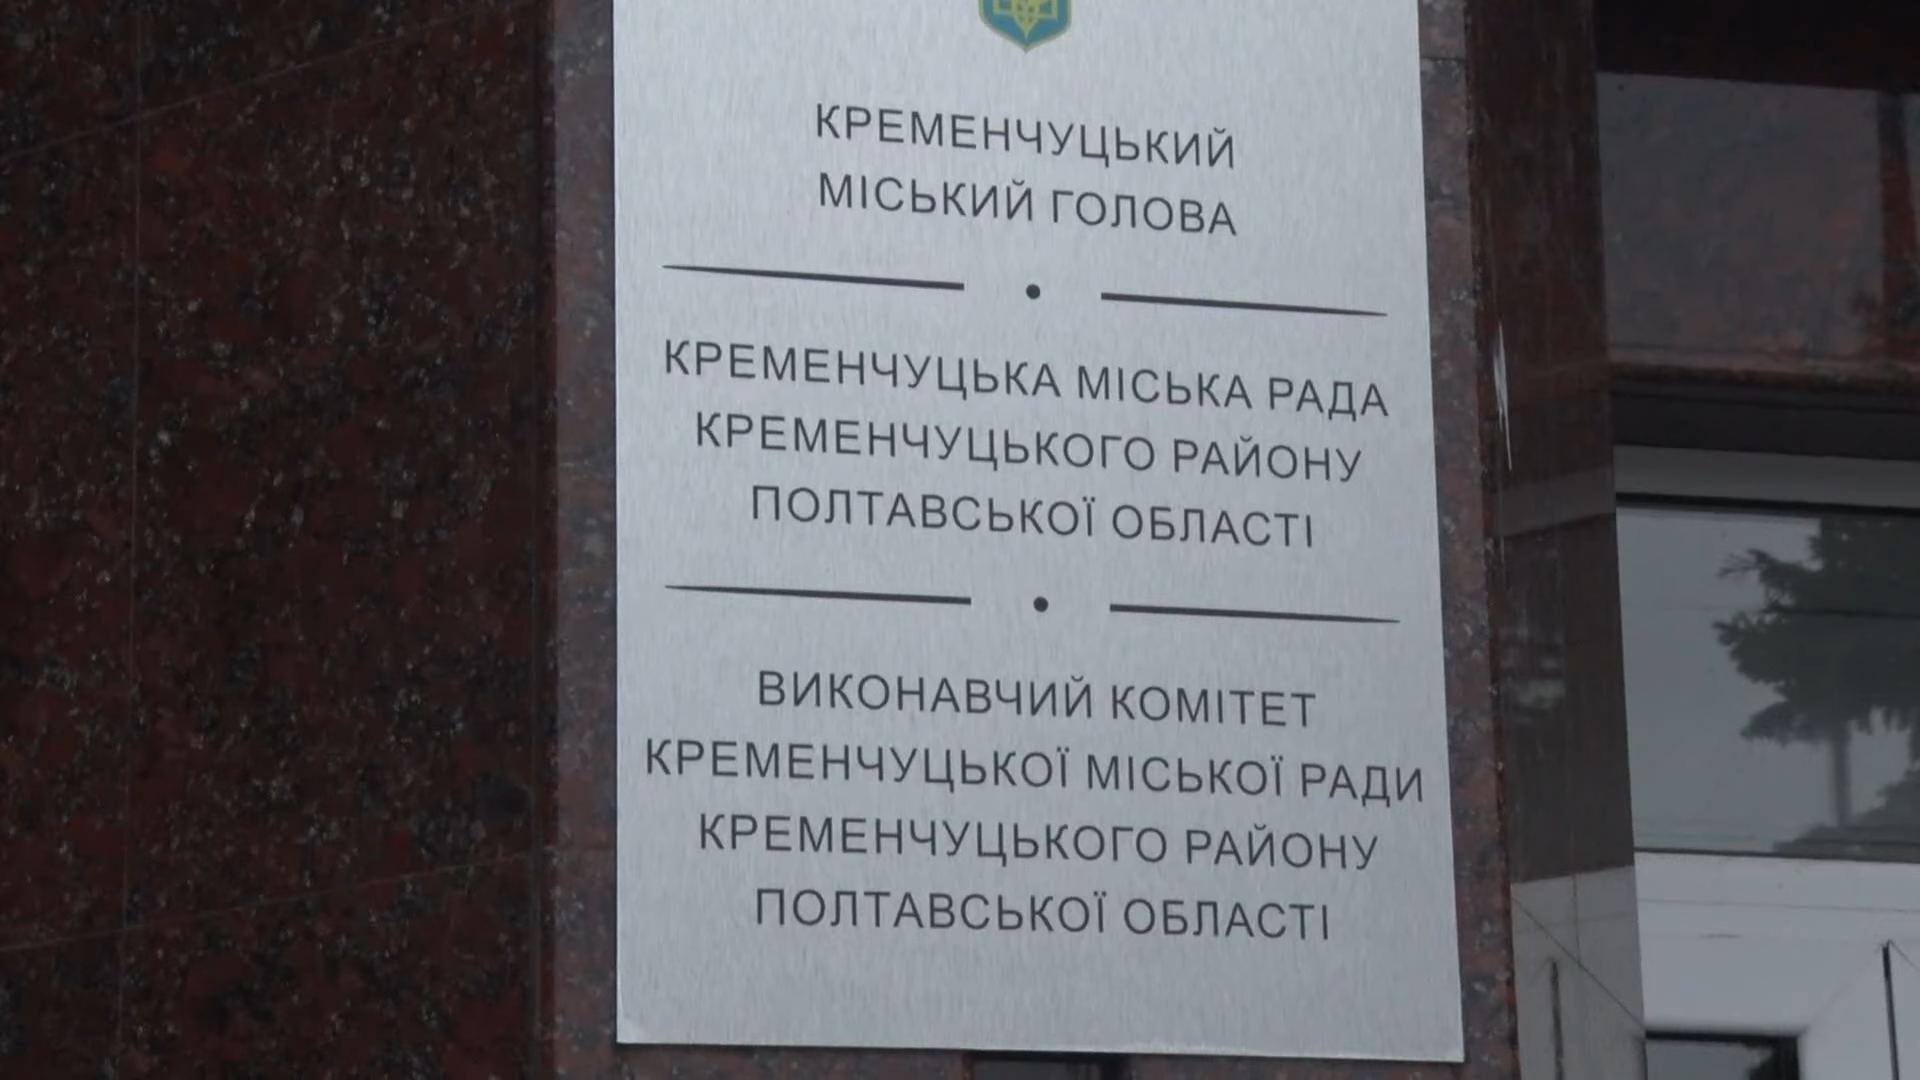 КРЕМЕНЧУЦЬКИЙ
МІСЬКИЙ ГОЛОВА
КРЕМЕНЧУЦЬКА МІСЬКА РАДА
КРЕМЕНЧУЦЬКОГО РАЙОНУ
ПОЛТАВСЬКОЇ ОБЛАСТІ
ВИКОНАВЧИЙ КОМІТЕТ
КРЕМЕНЧУЦЬКОЇ МІСЬКОЇ РАДИ
КРЕМЕНЧУЦЬКОГО РАЙОНУ
ПОЛТАВСЬКОЇ ОБЛАСТІ